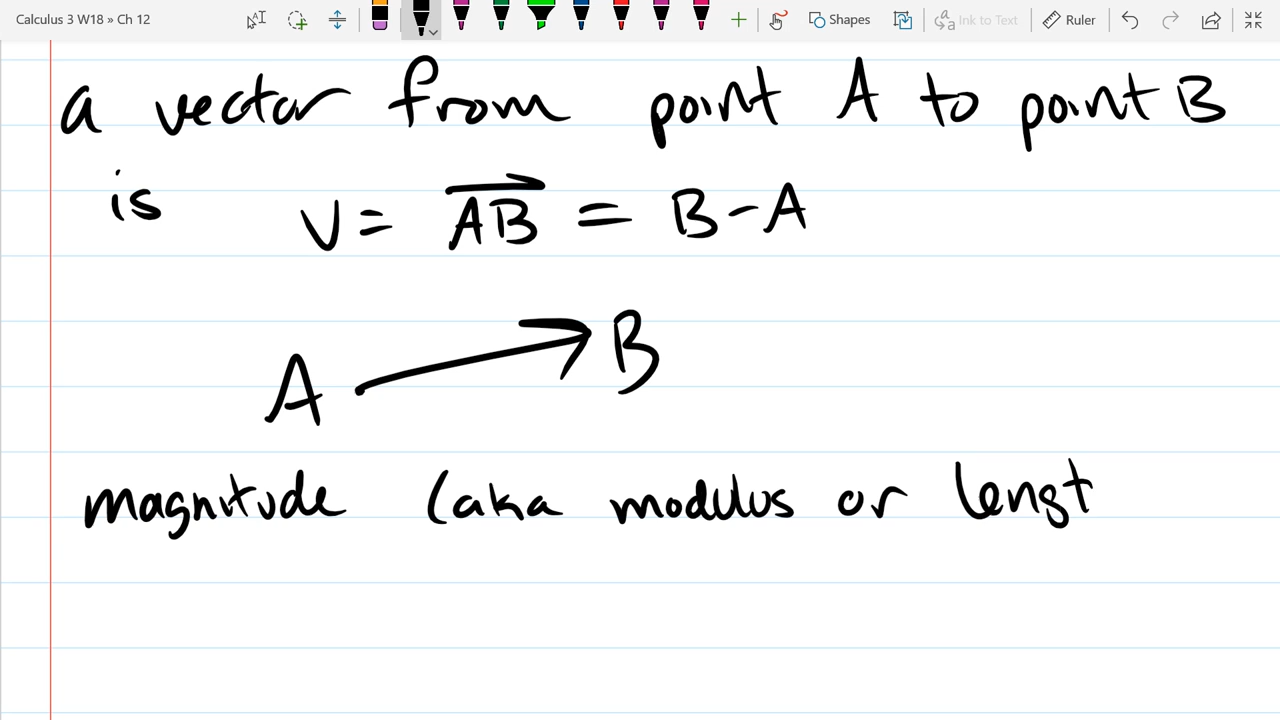 Calculus 3 W18 » Ch 12
Shapes
Ink to Text
Ruler
a vector from point A to point B
is V = \overrightarrow{AB} = B - A
A B
magnitude (aka modulus or lengt